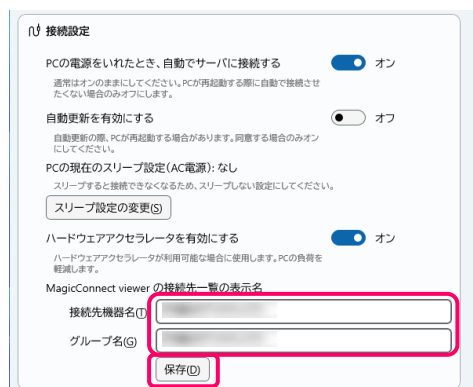 接続設定
PCの電源をいれたとき、自動でサーバに接続する オン
通常はオンのままにしてください。PCが再起動する際に自動で接続させ
たくない場合のみオフにします。
自動更新を有効にする オフ
自動更新の際、PCが再起動する場合があります。同意する場合のみオン
にしてください。
PCの現在のスリープ設定(AC電源): なし
スリープすると接続できなくなるため、スリープしない設定にしてください。
スリープ設定の変更(S)
ハードウェアアクセラレータを有効にする オン
ハードウェアアクセラレータが利用可能な場合に使用します。PCの負荷を
軽減します。
MagicConnect viewer の接続先一覧の表示名
接続先機器名(T)
グループ名(G)
保存(D)